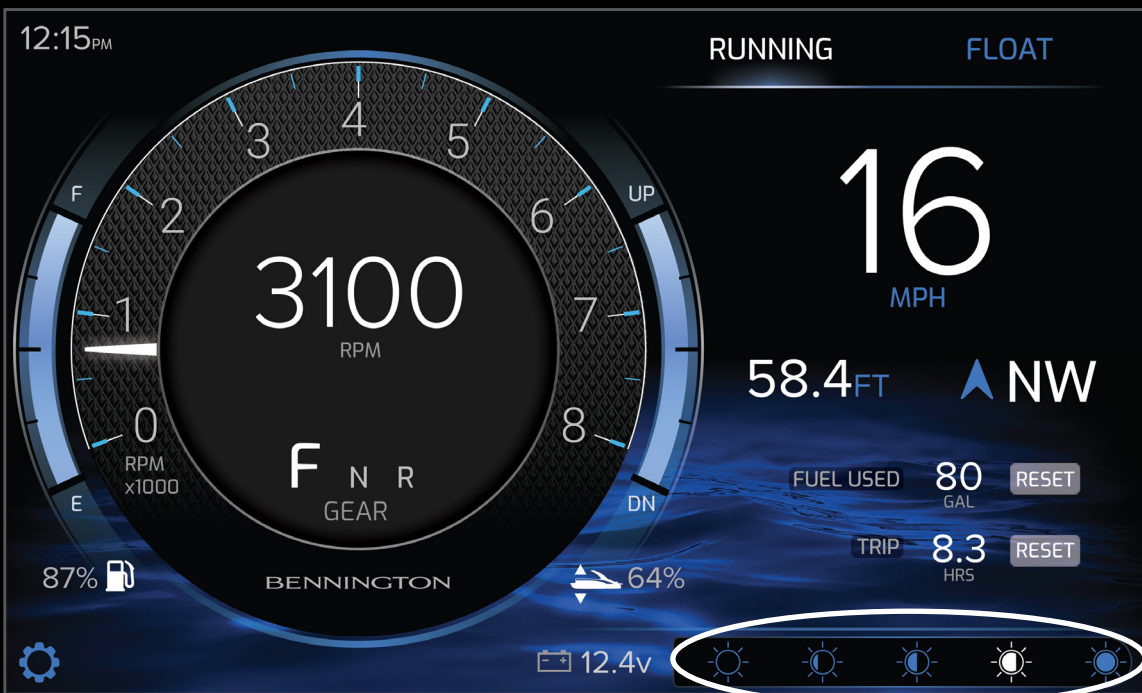 12:15PM
RUNNING FLOAT
4
3 5
2 6
1 7
0 8
F
UP
3100
RPM
16
MPH
58.4FT
NW
RPM
x1000
F N R
GEAR
E
DN
FUEL USED 80 GAL RESET
TRIP 8.3 HRS RESET
87%
BENNINGTON
64%
12.4v